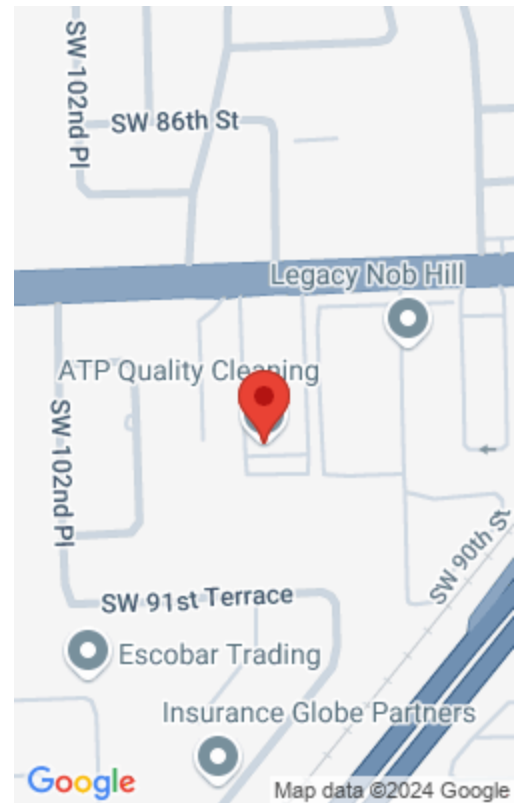 SW 102nd Pl
SW 86th St
Legacy Nob Hill
ATP Quality Cleaning
SW 102nd Pl
SW 90th St
SW 91st Terrace
Escobar Trading
Insurance Globe Partners
Google
Map data ©2024 Google